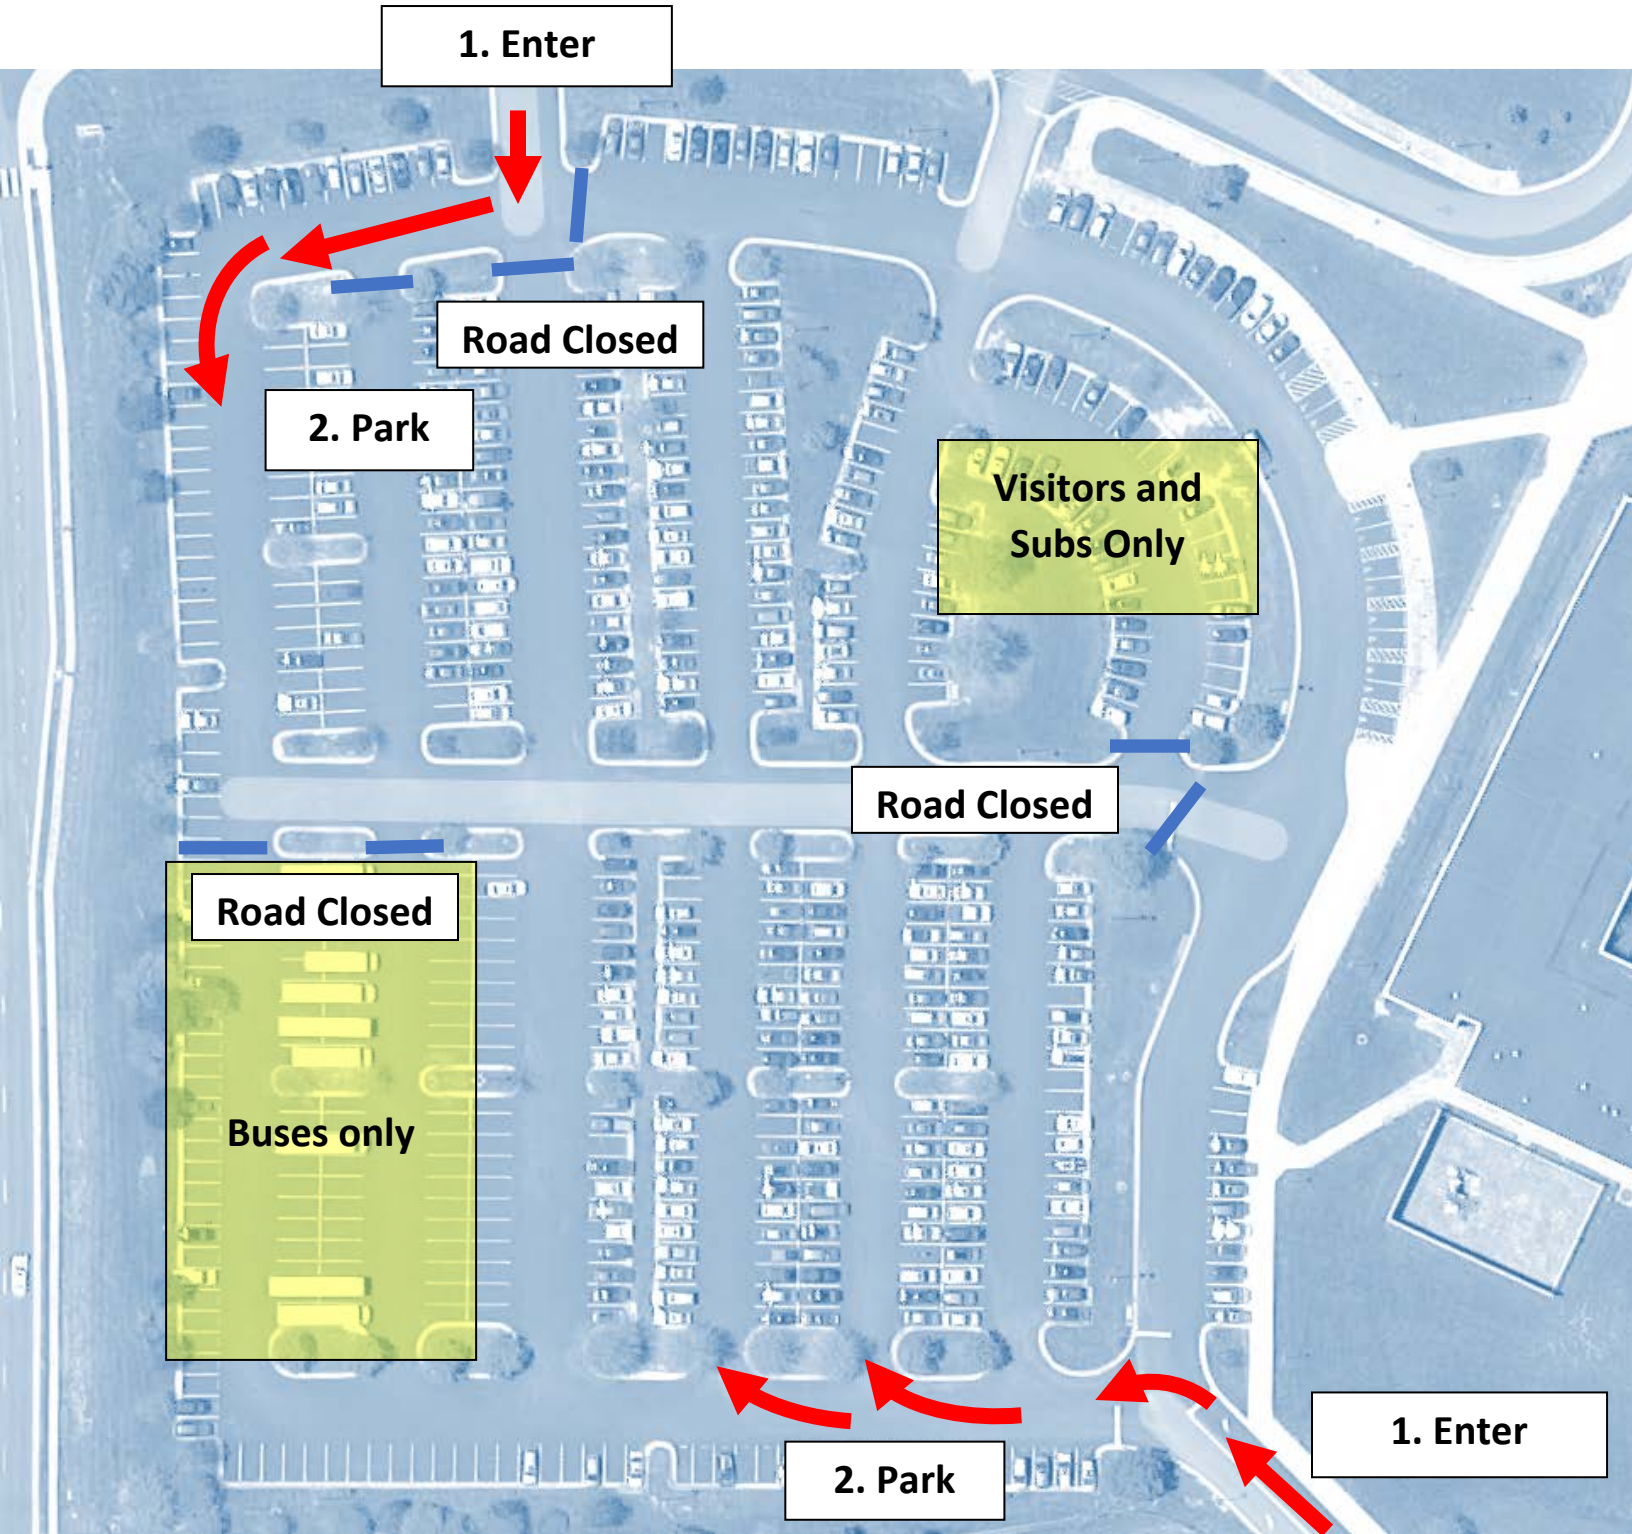 1. Enter
Road Closed
2. Park
Visitors and
Subs Only
Road Closed
Road Closed
Buses only
1. Enter
2. Park